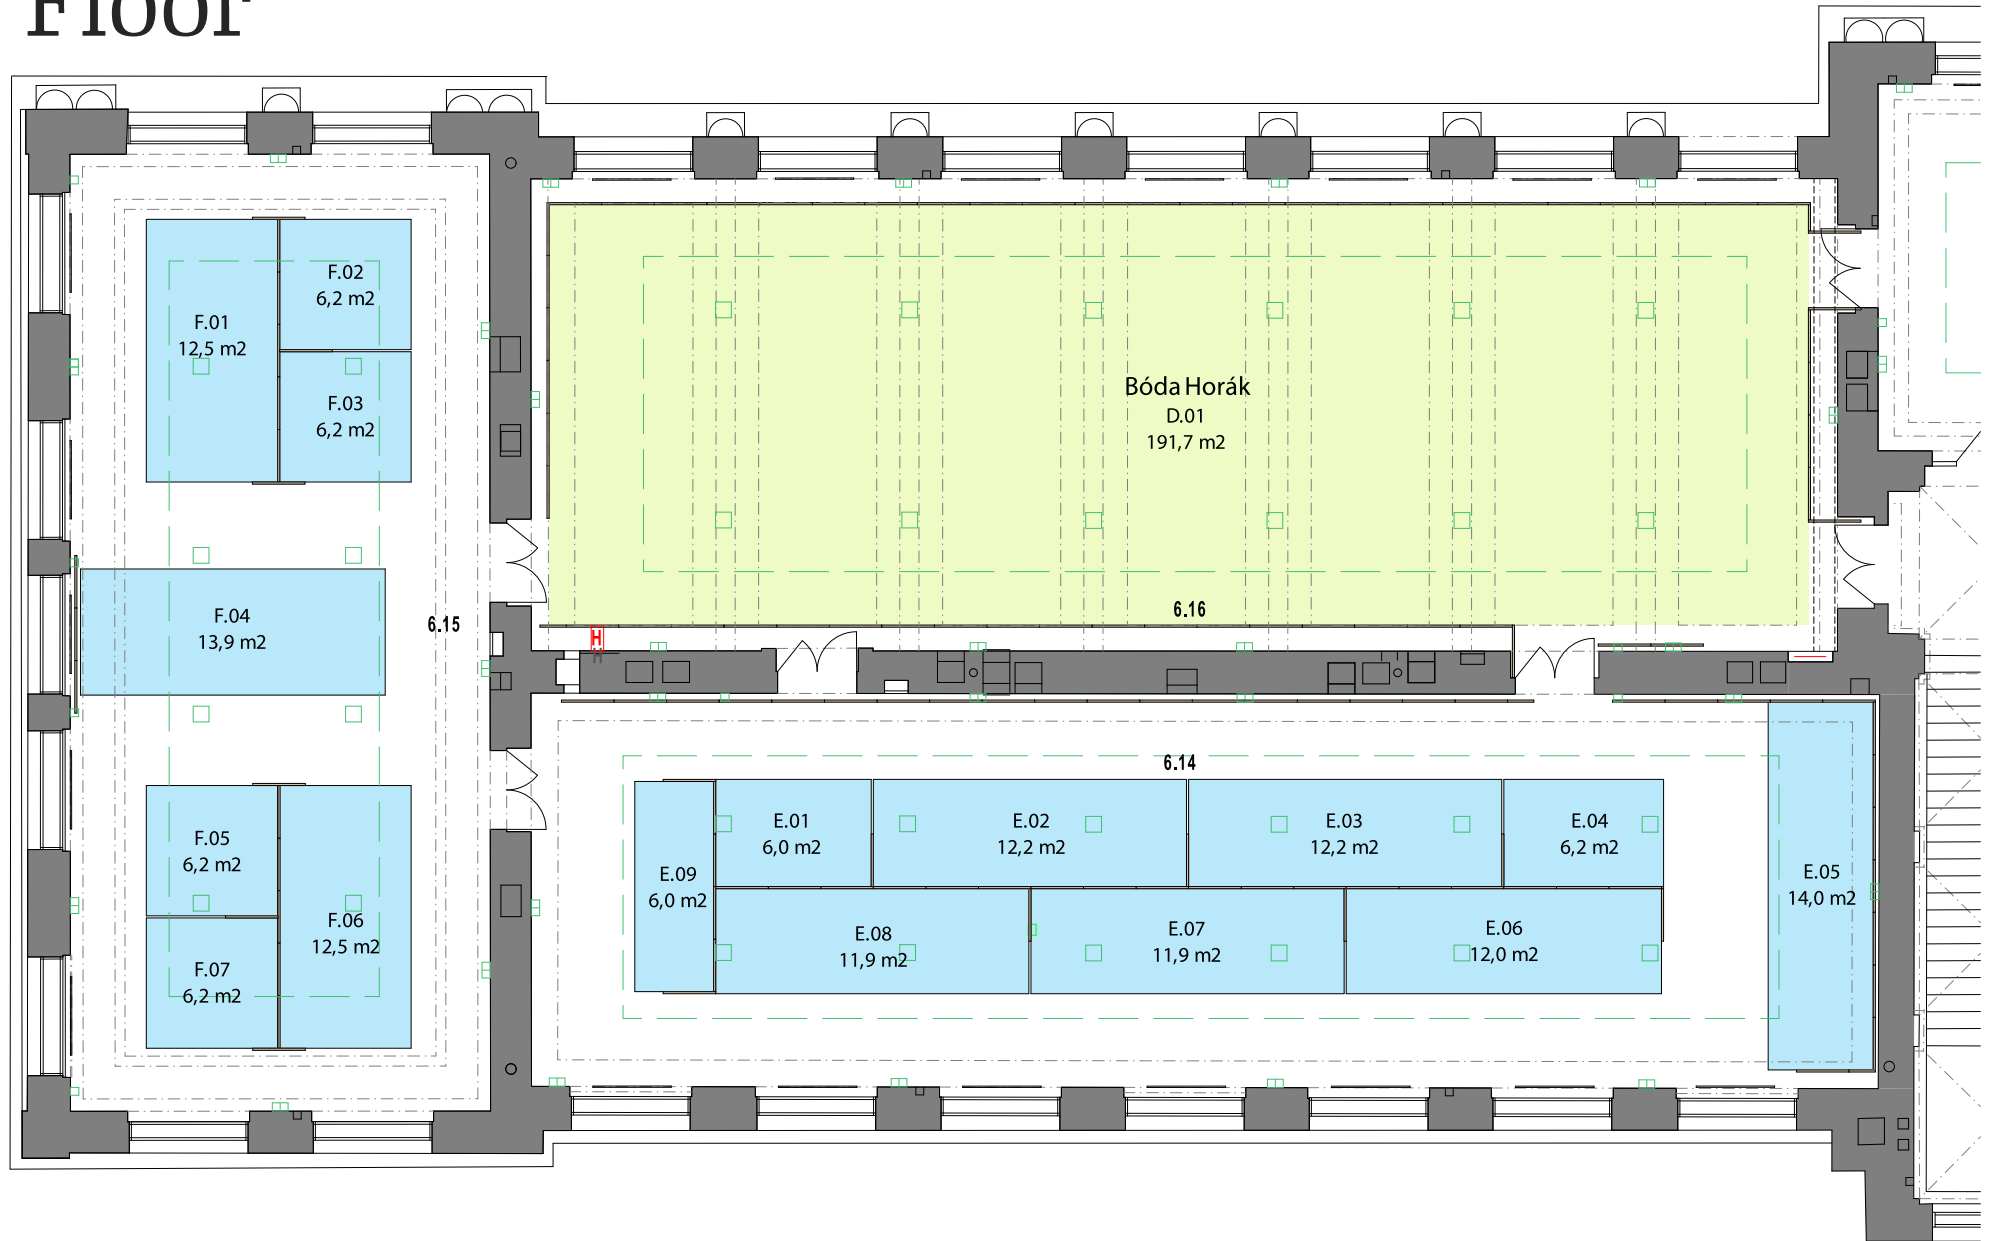 Floor
F.01
12,5 m2
F.02
6,2 m2
F.03
6,2 m2
F.04
13,9 m2
6.15
F.05
6,2 m2
F.06
12,5 m2
F.07
6,2 m2
Bóda Horák
D.01
191,7 m2
6.16
H
6.14
E.01
6,0 m2
E.02
12,2 m2
E.03
12,2 m2
E.04
6,2 m2
E.05
14,0 m2
E.09
6,0 m2
E.08
11,9 m2
E.07
11,9 m2
E.06
12,0 m2